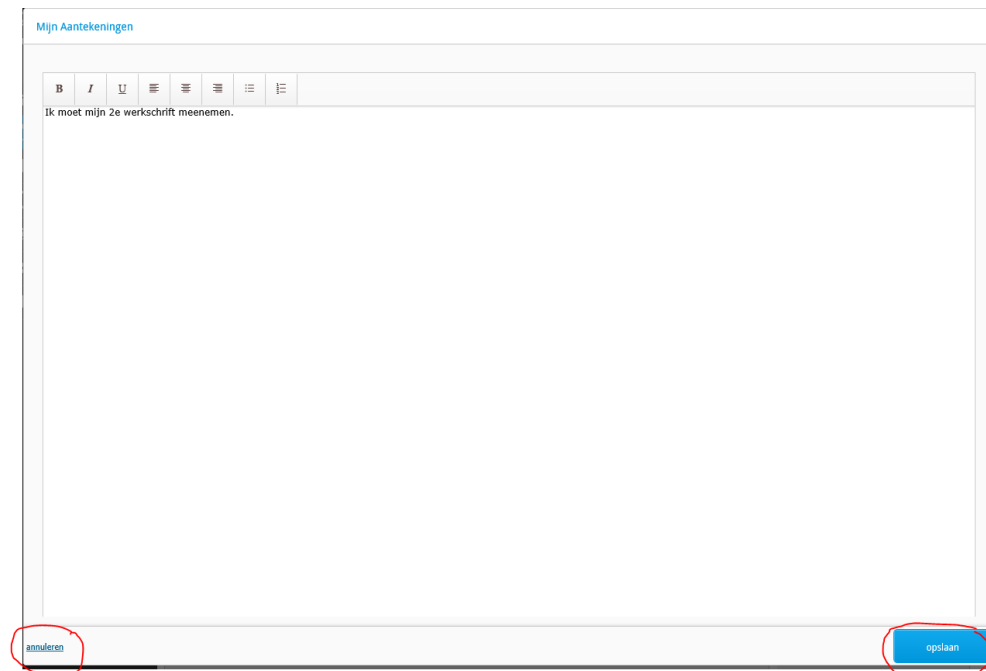 Mijn Aantekeningen
B I U
Ik moet mijn 2e werkschrift meenemen.
annuleren opslaan